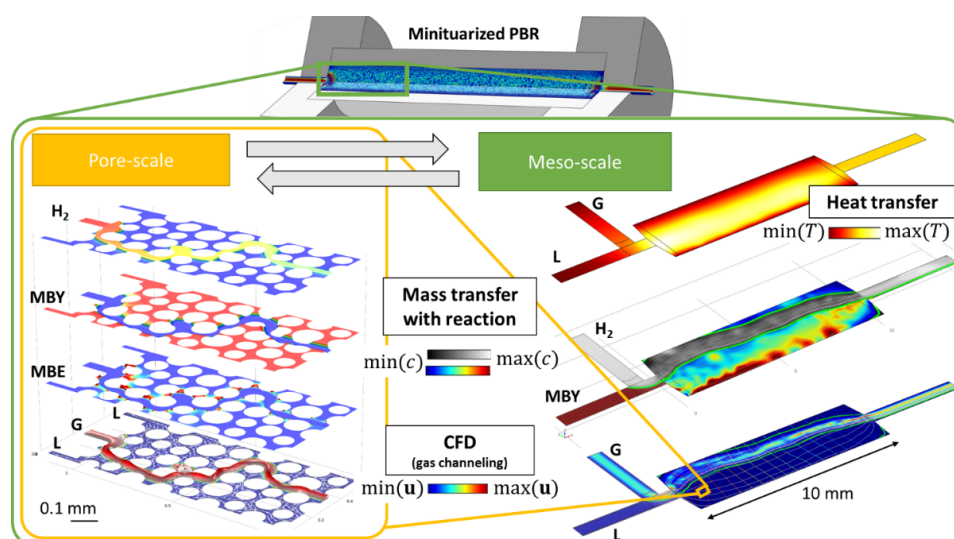 Minituarized PBR
Pore-scale
Meso-scale
H2
G
L
Heat transfer
min(T) max(T)
MBY
Mass transfer
with reaction
min(c) max(c)
H2
MBY
MBE
L
G
L
CFD
(gas channeling)
min(u) max(u)
G
L
10 mm
0.1 mm